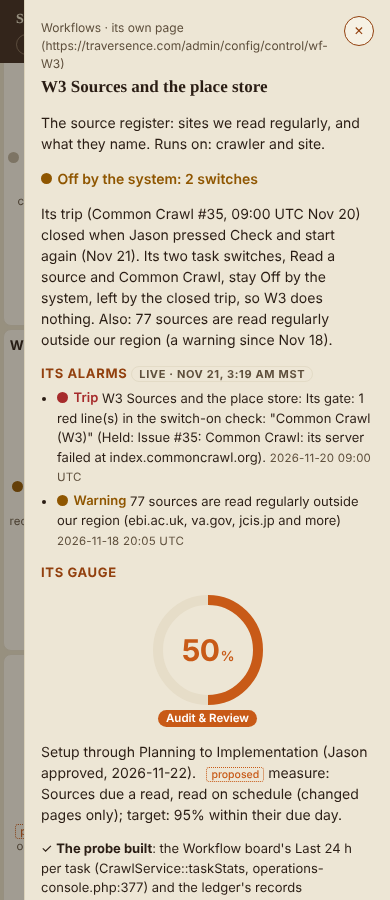 Workflows · its own page
(https://traversence.com/admin/config/control/wf-
W3)
×
W3 Sources and the place store
The source register: sites we read regularly, and
what they name. Runs on: crawler and site.
Off by the system: 2 switches
Its trip (Common Crawl #35, 09:00 UTC Nov 20)
closed when Jason pressed Check and start
again (Nov 21). Its two task switches, Read a
source and Common Crawl, stay Off by the
system, left by the closed trip, so W3 does
nothing. Also: 77 sources are read regularly
outside our region (a warning since Nov 18).
ITS ALARMS LIVE · NOV 21, 3:19 AM MST
• Trip W3 Sources and the place store: Its gate: 1
red line(s) in the switch-on check: "Common Crawl
(W3)" (Held: Issue #35: Common Crawl: its server
failed at index.commoncrawl.org). 2026-11-20 09:00
UTC
• Warning 77 sources are read regularly outside
our region (ebi.ac.uk, va.gov, jcis.jp and more)
2026-11-18 20:05 UTC
ITS GAUGE
50%
Audit & Review
Setup through Planning to Implementation (Jason
approved, 2026-11-22). proposed measure:
Sources due a read, read on schedule (changed
pages only); target: 95% within their due day.
✓ The probe built: the Workflow board's Last 24 h
per task (CrawlService::taskStats, operations-
console.php:377) and the ledger's records